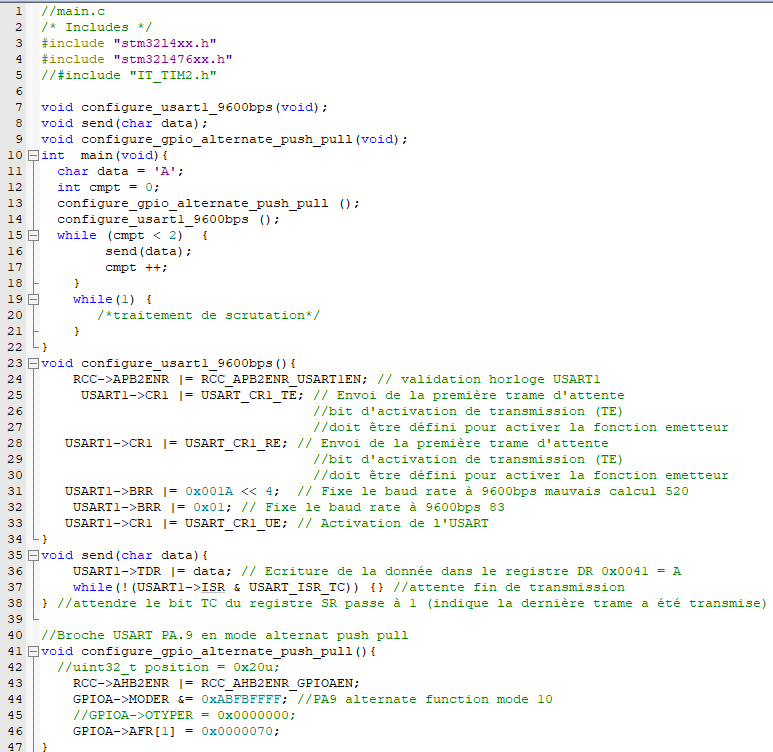 1 //main.c
2 /* Includes */
3 #include "stm32l4xx.h"
4 #include "stm32l476xx.h"
5 //#include "IT_TIM2.h"
6
7 void configure_usart1_9600bps(void);
8 void send(char data);
9 void configure_gpio_alternate_push_pull(void);
10 int  main(void){
11 char data = 'A';
12 int cmpt = 0;
13 configure_gpio_alternate_push_pull ();
14 configure_usart1_9600bps ();
15 while (cmpt < 2)  {
16 send(data);
17 cmpt ++;
18 }
19 while(1) {
20 /*traitement de scrutation*/
21 }
22 }
23 void configure_usart1_9600bps(){
24 RCC->APB2ENR |= RCC_APB2ENR_USART1EN; // validation horloge USART1
25 USART1->CR1 |= USART_CR1_TE; // Envoi de la première trame d'attente
26 //bit d'activation de transmission (TE)
27 //doit être défini pour activer la fonction emetteur
28 USART1->CR1 |= USART_CR1_RE; // Envoi de la première trame d'attente
29 //bit d'activation de transmission (TE)
30 //doit être défini pour activer la fonction emetteur
31 USART1->BRR |= 0x001A << 4;  // Fixe le baud rate à 9600bps mauvais calcul 520
32 USART1->BRR |= 0x01; // Fixe le baud rate à 9600bps 83
33 USART1->CR1 |= USART_CR1_UE; // Activation de l'USART
34 }
35 void send(char data){
36 USART1->TDR |= data; // Ecriture de la donnée dans le registre DR 0x0041 = A
37 while(!(USART1->ISR & USART_ISR_TC)) {} //attente fin de transmission
38 } //attendre le bit TC du registre SR passe à 1 (indique la dernière trame a été transmise)
39
40 //Broche USART PA.9 en mode alternat push pull
41 void configure_gpio_alternate_push_pull(){
42 //uint32_t position = 0x20u;
43 RCC->AHB2ENR |= RCC_AHB2ENR_GPIOAEN;
44 GPIOA->MODER &= 0xABFBFFFF; //PA9 alternate function mode 10
45 //GPIOA->OTYPER = 0x0000000;
46 GPIOA->AFR[1] = 0x0000070;
47 }